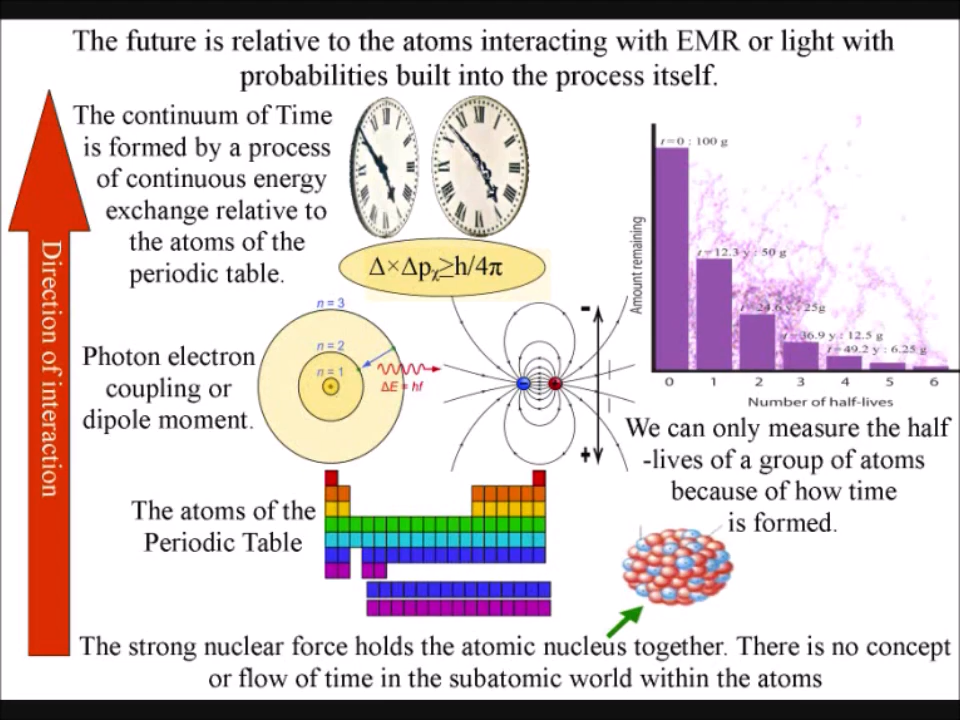 The future is relative to the atoms interacting with EMR or light with
probabilities built into the process itself.
The continuum of Time
is formed by a process
of continuous energy
exchange relative to
the atoms of the
periodic table.
Δ×Δpᵪ≥h/4π
Direction of interaction
n = 3
n = 2
n = 1
ΔE = hf
Photon electron
coupling or
dipole moment.
-
+
The atoms of the
Periodic Table
Amount remaining
t=0 : 100 g
t=12.3 y : 50 g
t=24.6 y : 25g
t=36.9 y : 12.5 g
t=49.2 y : 6.25 g
0 1 2 3 4 5 6
Number of half-lives
We can only measure the half
-lives of a group of atoms
because of how time
is formed.
The strong nuclear force holds the atomic nucleus together. There is no concept
or flow of time in the subatomic world within the atoms